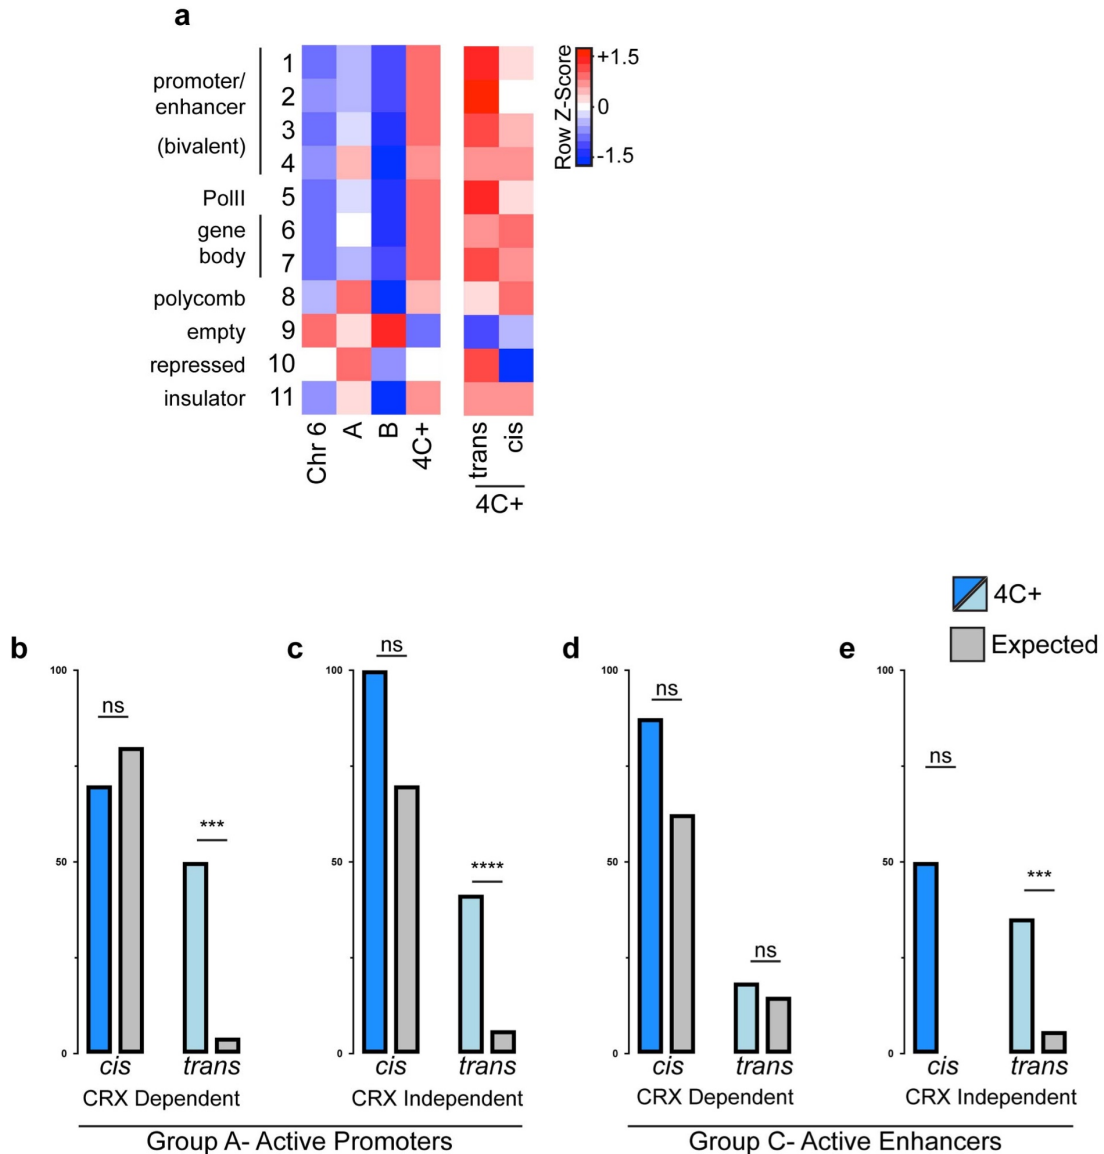 a
promoter/
enhancer
(bivalent)
PolII
gene
body
polycomb
empty
repressed
insulator
1
2
3
4
5
6
7
8
9
10
11
Chr 6
A
B
4C+
trans
cis
4C+
Row Z-Score
+1.5
0
-1.5
4C+
Expected
b
100
50
0
ns
***
cis
trans
CRX Dependent
c
100
50
0
ns
****
cis
trans
CRX Independent
Group A- Active Promoters
d
100
50
0
ns
ns
cis
trans
CRX Dependent
e
100
50
0
ns
***
cis
trans
CRX Independent
Group C- Active Enhancers